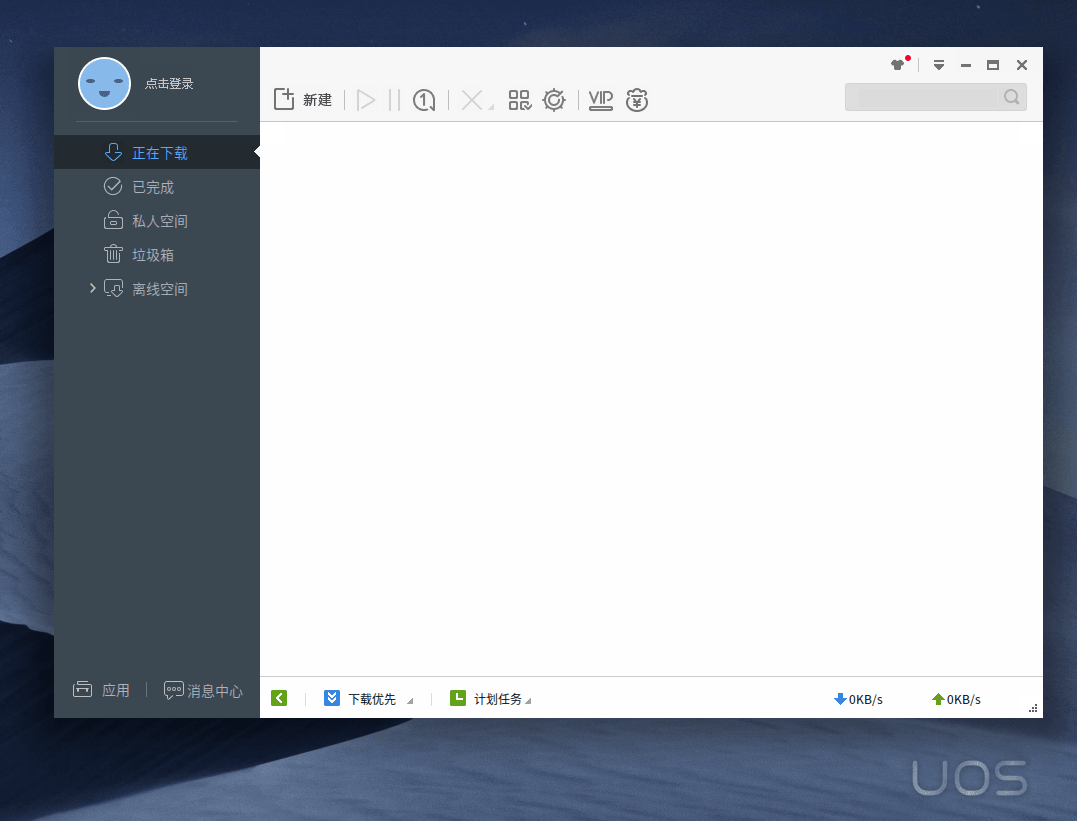 点击登录
新建
VIP
正在下载
已完成
私人空间
垃圾箱
离线空间
应用
消息中心
下载优先
计划任务
0KB/s
0KB/s
UOS